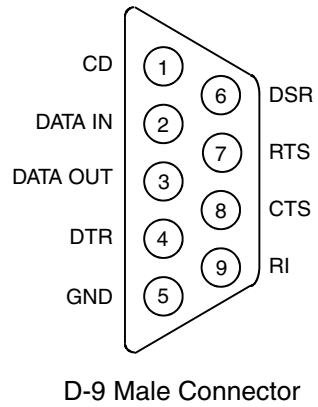 CD 1
6 DSR
DATA IN 2
7 RTS
DATA OUT 3
8 CTS
DTR 4
9 RI
GND 5
D-9 Male Connector